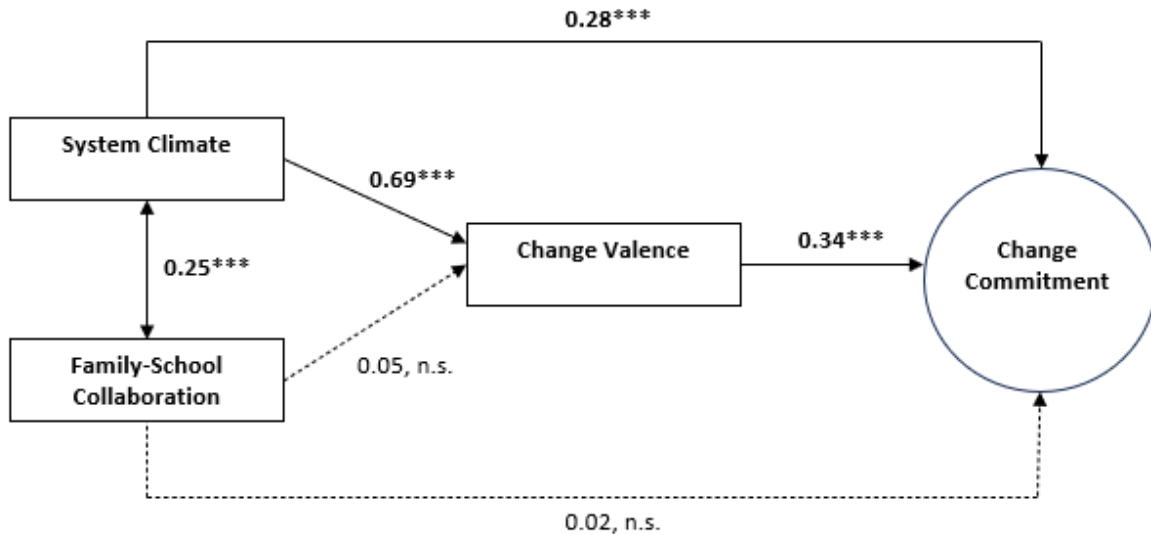 0.28***
System Climate
0.69***
Change Valence
0.34***
Change
Commitment
0.25***
Family-School
Collaboration
0.05, n.s.
0.02, n.s.